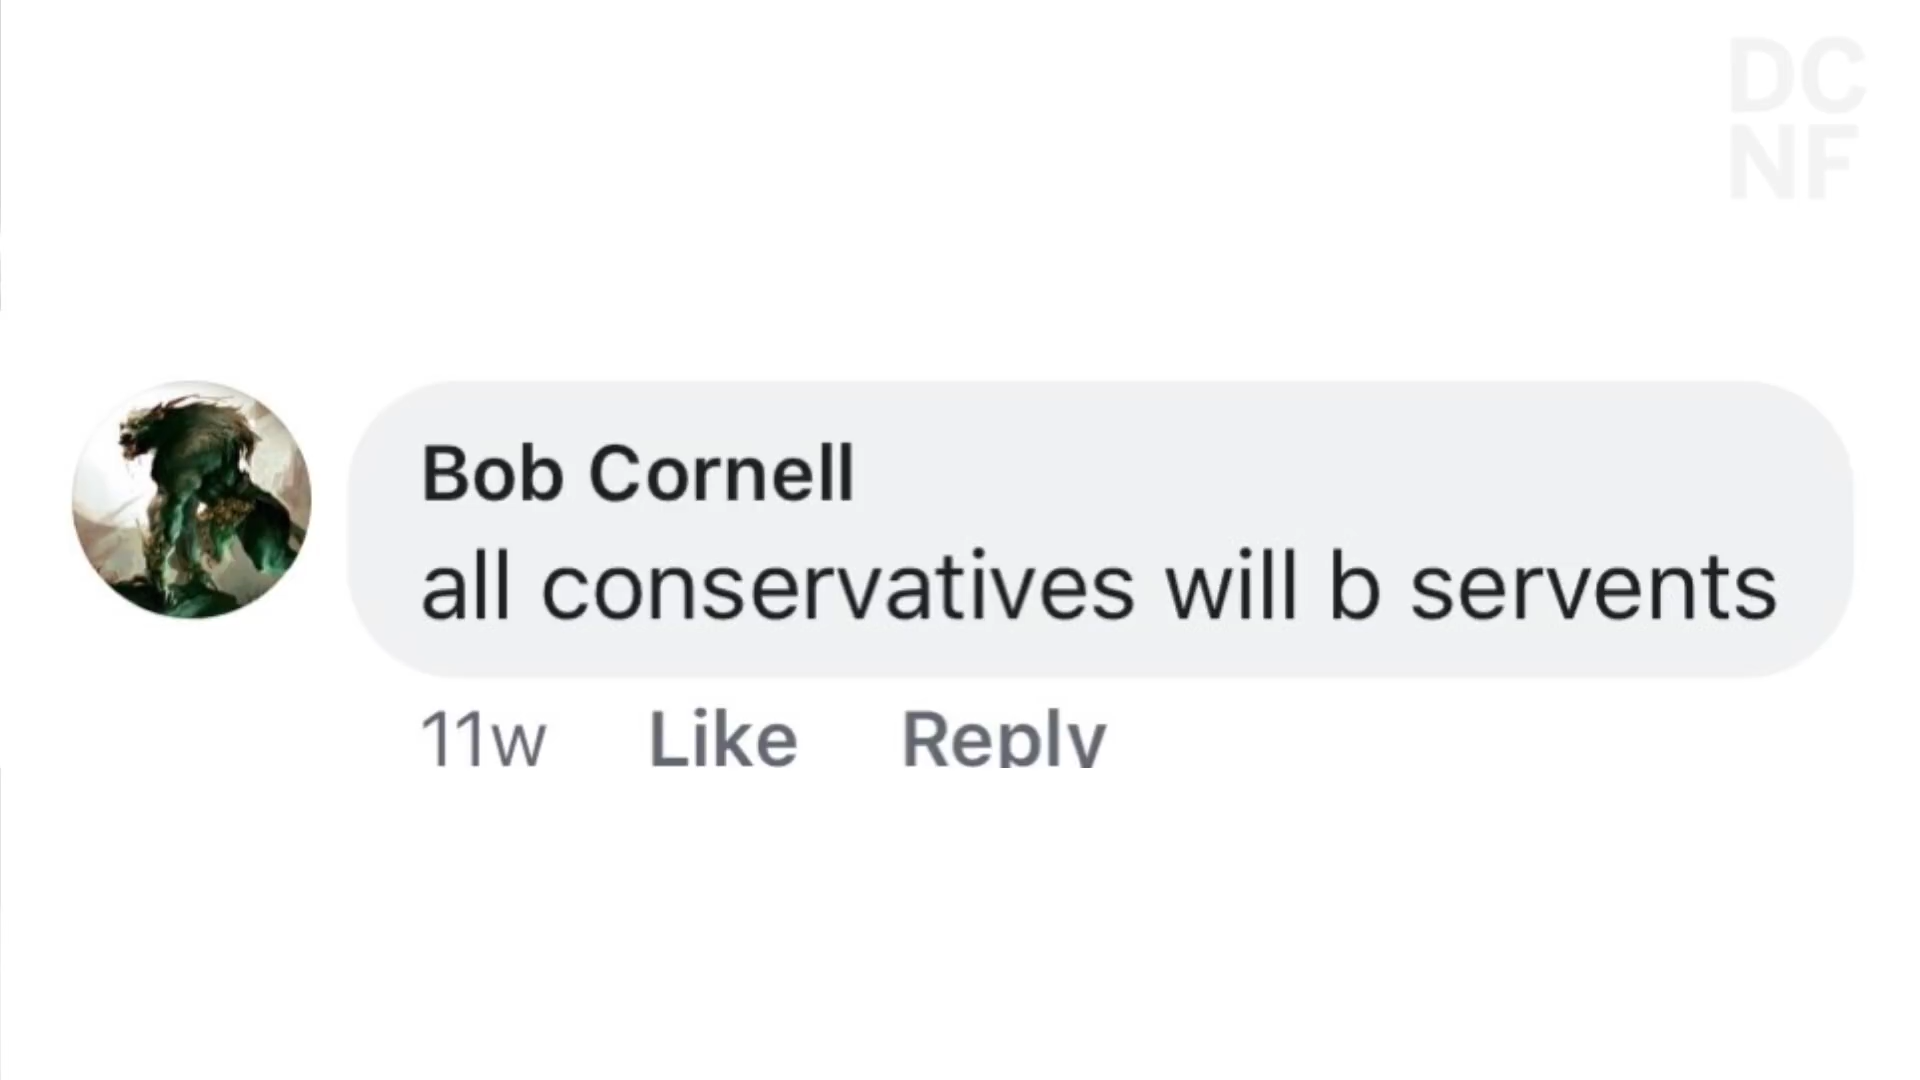 DC
NF
Bob Cornell
all conservatives will b servents
11w Like Reply